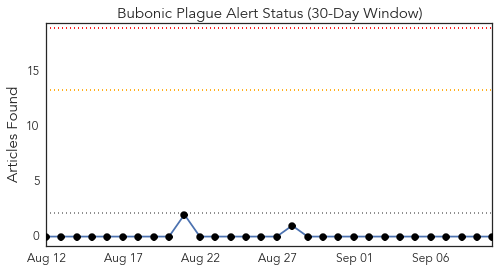 Bubonic Plague Alert Status (30-Day Window)
Articles Found
15
10
5
0
Aug 12 Aug 17 Aug 22 Aug 27 Sep 01 Sep 06